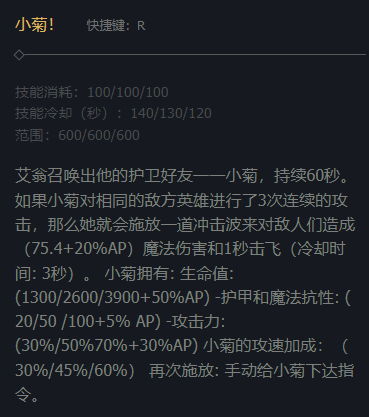 小菊！ 快捷键：R
技能消耗：100/100/100
技能冷却（秒）：140/130/120
范围：600/600/600
艾翁召唤出他的护卫好友——小菊，持续60秒。
如果小菊对相同的敌方英雄进行了3次连续的攻
击，那么她就会施放一道冲击波来对敌人们造成
（75.4+20%AP）魔法伤害和1秒击飞（冷却时
间: 3秒）。 小菊拥有: 生命值:
(1300/2600/3900+50%AP) -护甲和魔法抗性: (
20/50 /100+5% AP) -攻击力:
(30%/50%70%+30%AP) 小菊的攻速加成：（
30%/45%/60%） 再次施放: 手动给小菊下达指
令。